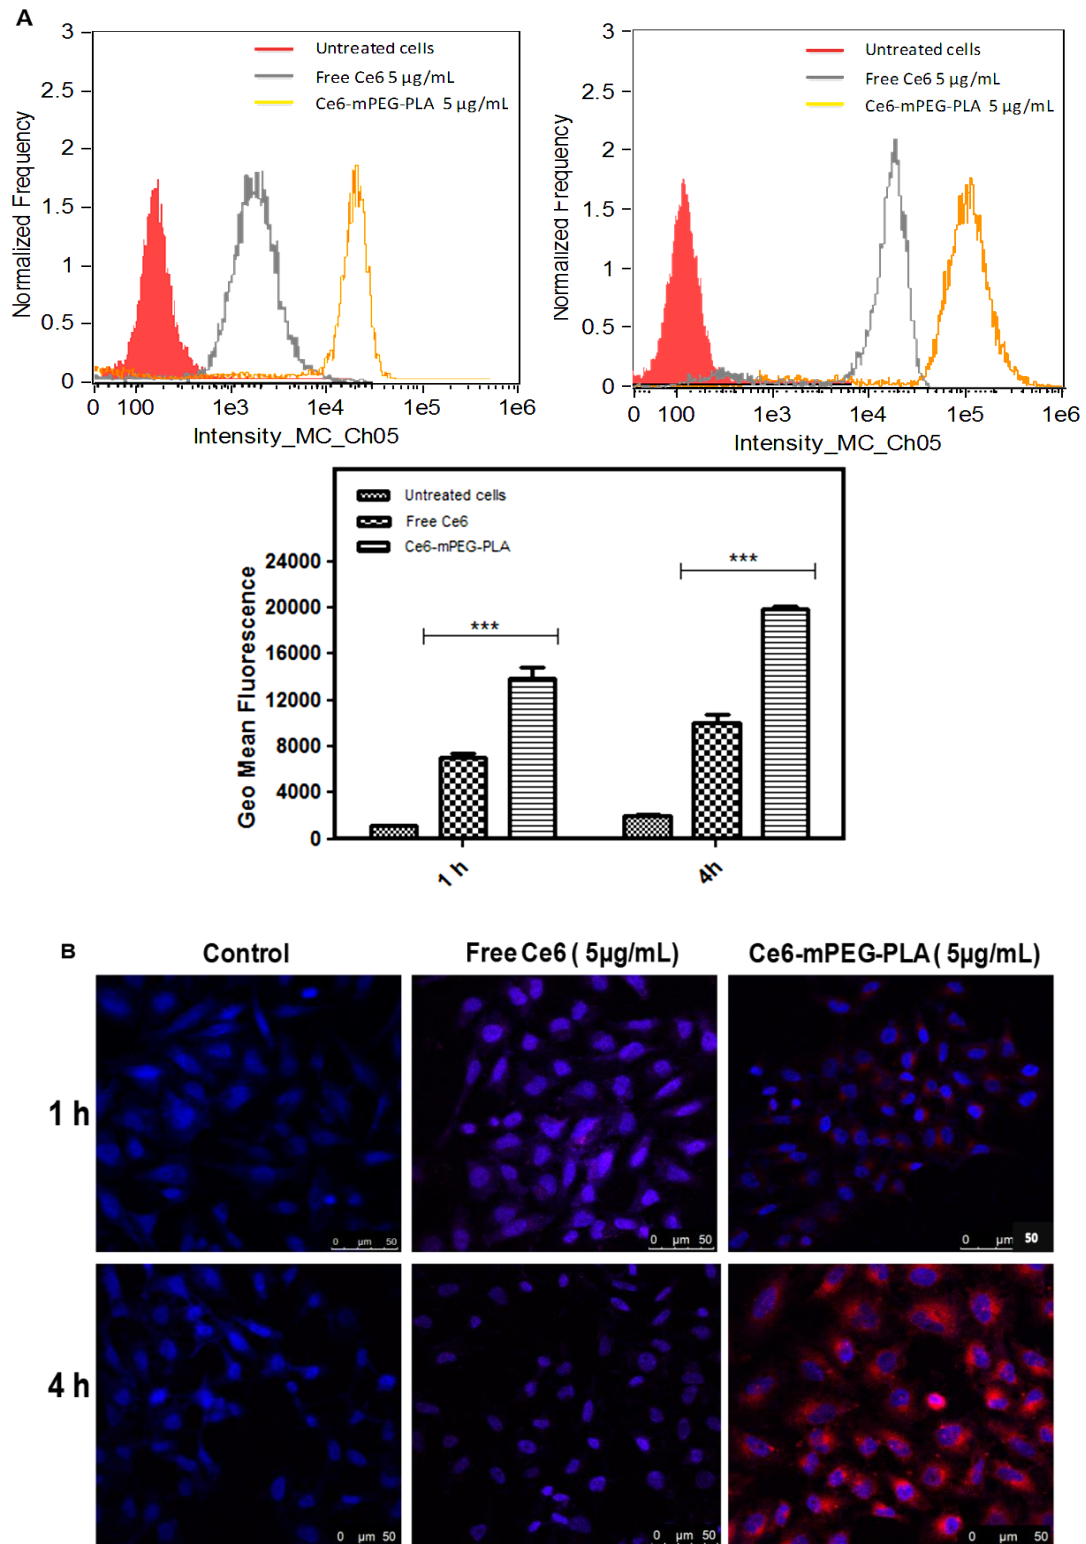 A
3
2.5
2
1.5
1
0.5
0
Normalized Frequency
Untreated cells
Free Ce6 5 µg/mL
Ce6-mPEG-PLA 5 µg/mL
0 100 1e3 1e4 1e5 1e6
Intensity_MC_Ch05
3
2.5
2
1.5
1
0.5
0
Normalized Frequency
Untreated cells
Free Ce6 5 µg/mL
Ce6-mPEG-PLA 5 µg/mL
0 100 1e3 1e4 1e5 1e6
Intensity_MC_Ch05
Untreated cells
Free Ce6
Ce6-mPEG-PLA
24000
20000
16000
12000
8000
4000
0
Geo Mean Fluorescence
***
***
1 h
4h
B
Control
Free Ce6 ( 5µg/mL)
Ce6-mPEG-PLA ( 5µg/mL)
1 h
0 µm 50
0 µm 50
0 µm 50
4 h
0 µm 50
0 µm 50
0 µm 50